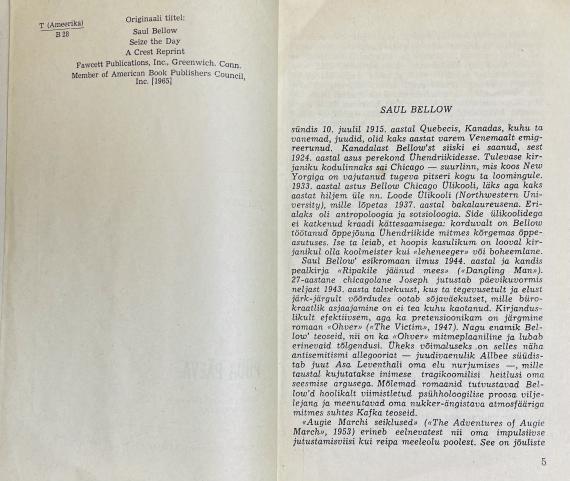 T (Ameerika)
B 28
Originaali tiitel:
Saul Bellow
Seize the Day
A Crest Reprint
Fawcett Publications, Inc., Greenwich. Conn.
Member of American Book Publishers Council,
Inc. [1965]
SAUL BELLOW
sündis 10. juulil 1915. aastal Quebecis, Kanadas, kuhu ta
vanemad, juudid, olid kaks aastat varem Venemaalt emig-
reerunud. Kanadalast Bellow'st siiski ei saanud, sest
1924. aastal asus perekond Ühendriikidesse. Tulevase kir-
janiku kodulinnaks sai Chicago — suurlinn, mis koos New
Yorgiga on vajutanud tugeva pitseri kogu ta loomingule.
1933. aastal astus Bellow Chicago Ülikooli, läks aga kaks
aastat hiljem üle nn. Loode Ülikooli (Northwestern Uni-
versity), mille lõpetas 1937. aastal bakalaureusena. Eri-
alaks oli antropoloogia ja sotsioloogia. Side ülikoolidega
ei katkenud kraadi kättesaamisega: korduvalt on Bellow
töötanud õppejõuna Ühendriikide mitmes kõrgemas õppe-
asutuses. Ise ta leiab, et hoopis kasulikum on looval kir-
janikul olla koolmeister kui «leheneeger» või boheemlane.
Saul Bellow' esikromaan ilmus 1944. aastal ja kandis
pealkirja «Ripakile jäänud mees» («Dangling Man»).
27-aastane chicagolane Joseph jutustab päevikuvormis
neljast 1943. aasta talvekuust, kus ta tegevusetult ja elust
järk-järgult võõrdudes ootab sõjaväekutset, mille büro-
kraatlik asjaajamine on ei tea kuhu kaotanud. Kirjandus-
likult efektiivsem, aga ka pretensioonikam on järgmine
romaan «Ohver» («The Victim», 1947). Nagu enamik Bel-
low' teoseid, nii on ka «Ohver» mitmeplaaniline ja lubab
erinevaid tõlgendusi. Üheks võimaluseks on selles näha
antisemitismi allegooriat — juudivaenulik Allbee süüdis-
tab juut Asa Leventhali oma elu nurjumises —, mille
taustal kujutatakse inimese tragikoomilisi heitlusi oma
seesmise argusega. Mõlemad romaanid tutvustavad Bel-
low'd hoolikalt viimistletud psühholoogilise proosa vilje-
lejana ja meenutavad oma nukker-ängistava atmosfääriga
mitmes suhtes Kafka teoseid.
«Augie Marchi seiklused» («The Adventures of Augie
March», 1953) erineb eelnevatest nii oma impulsiivse
jutustamisviisi kui reipa meeleolu poolest. See on jõuliste
5